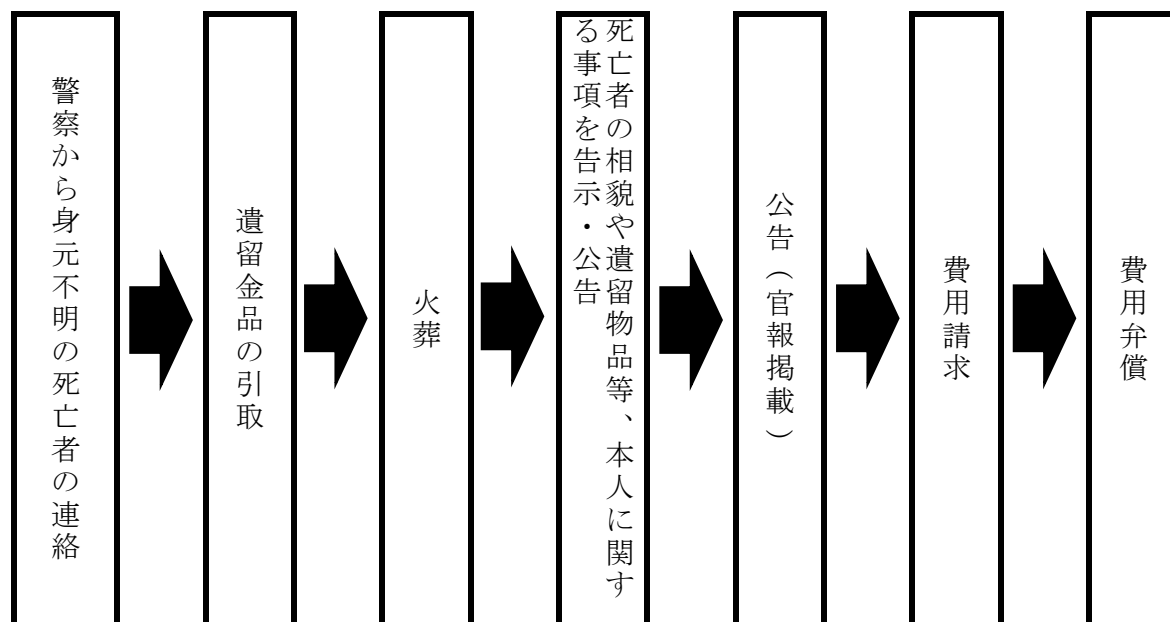 警察から身元不明の死亡者の連絡
遺留金品の引取
火葬
死亡者の相貌や遺留物品等、本人に関す
る事項を告示・公告
公告（官報掲載）
費用請求
費用弁償